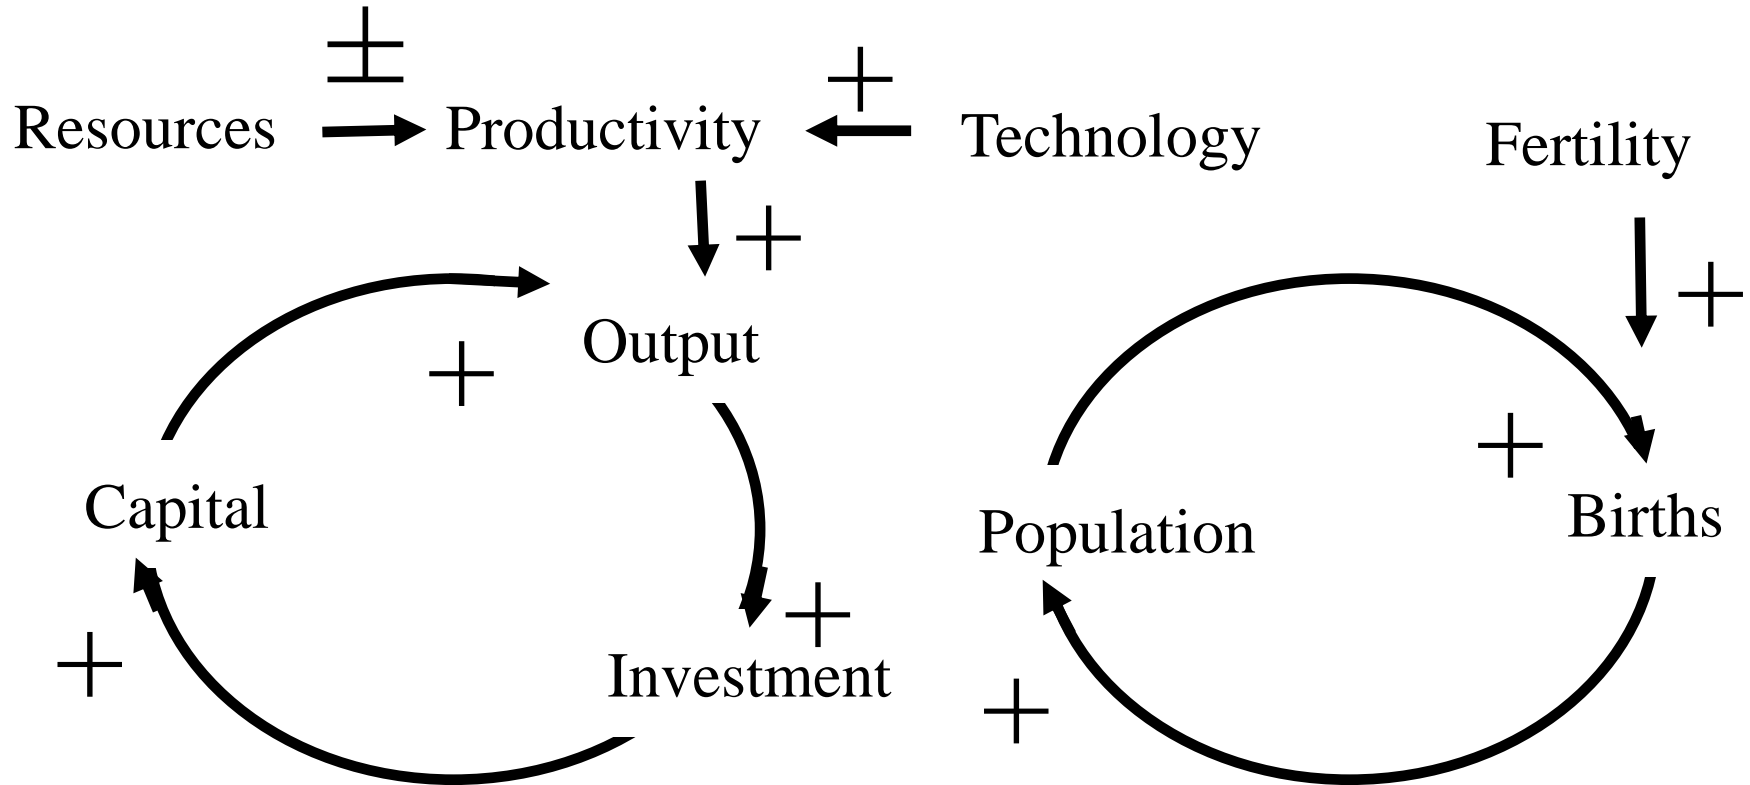 ±
+
Resources
Productivity
Technology
Fertility
+
+
Output
+
+
Capital
Population
Births
+
Investment
+
+